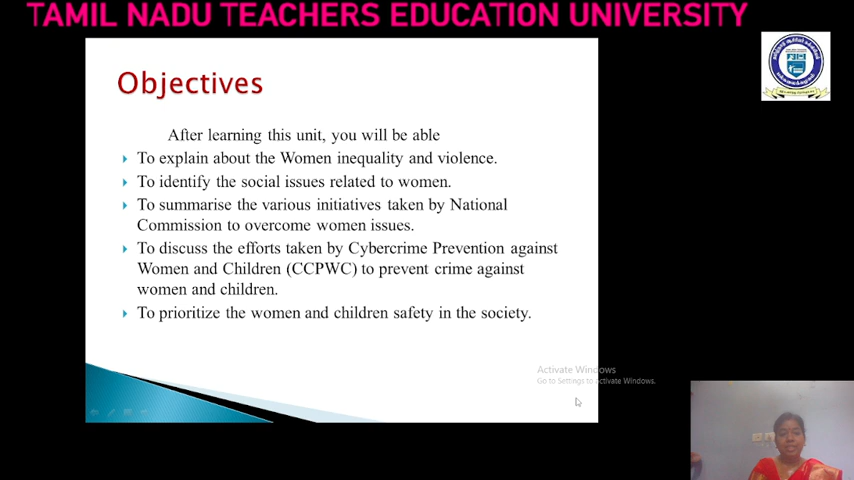 TAMIL NADU TEACHERS EDUCATION UNIVERSITY
Objectives
After learning this unit, you will be able
To explain about the Women inequality and violence.
To identify the social issues related to women.
To summarise the various initiatives taken by National
Commission to overcome women issues.
To discuss the efforts taken by Cybercrime Prevention against
Women and Children (CCPWC) to prevent crime against
women and children.
To prioritize the women and children safety in the society.
Activate Windows
Go to Settings to activate Windows.